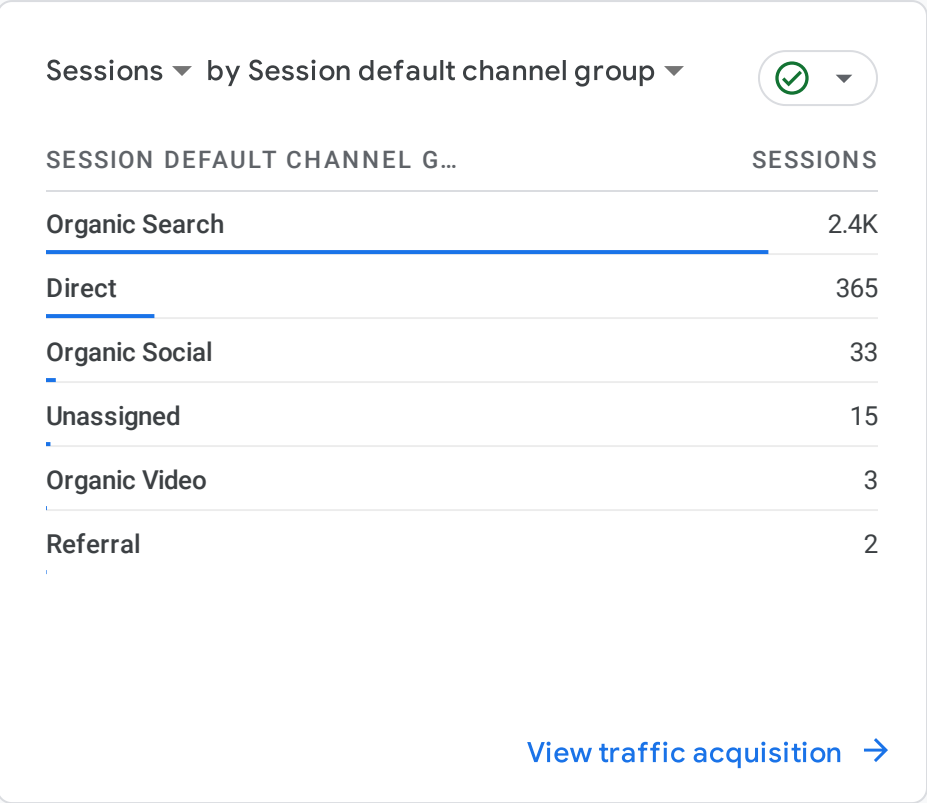 Sessions by Session default channel group
SESSION DEFAULT CHANNEL G... SESSIONS
Organic Search 2.4K
Direct 365
Organic Social 33
Unassigned 15
Organic Video 3
Referral 2
View traffic acquisition